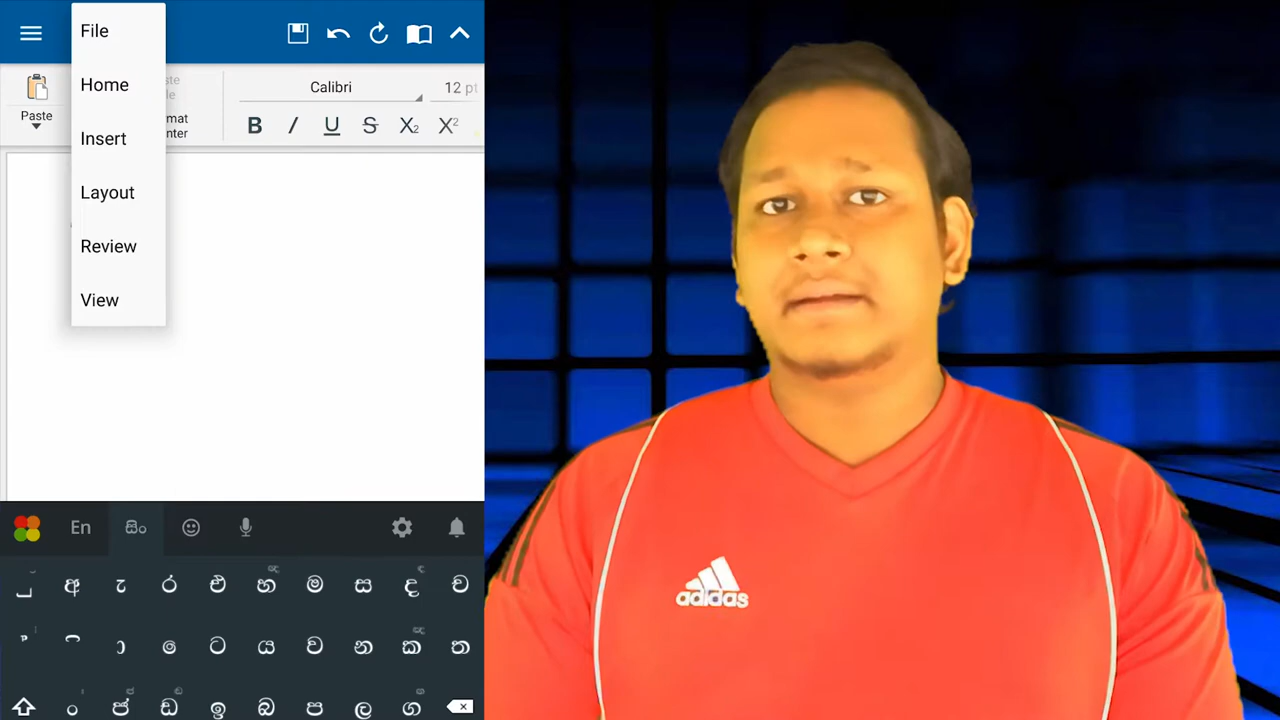 File
Home
Insert
Layout
Review
View
Paste
Calibri
12 pt
B I U S X₂ X²
En සිං
අ ැ ර එ හ ම ස ද ච
ා ෙ ට ය ව න ක ත
ං ජ ඩ ඉ බ ප ල ග
adidas